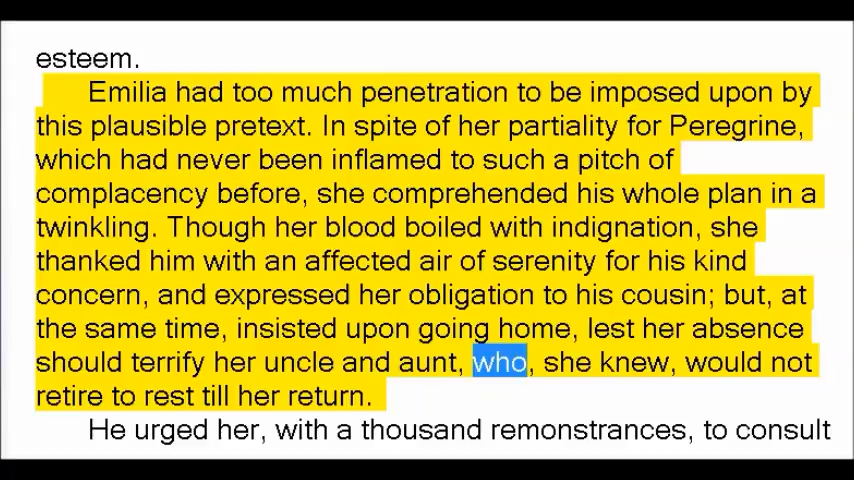 esteem.
Emilia had too much penetration to be imposed upon by
this plausible pretext. In spite of her partiality for Peregrine,
which had never been inflamed to such a pitch of
complacency before, she comprehended his whole plan in a
twinkling. Though her blood boiled with indignation, she
thanked him with an affected air of serenity for his kind
concern, and expressed her obligation to his cousin; but, at
the same time, insisted upon going home, lest her absence
should terrify her uncle and aunt, who, she knew, would not
retire to rest till her return.
He urged her, with a thousand remonstrances, to consult